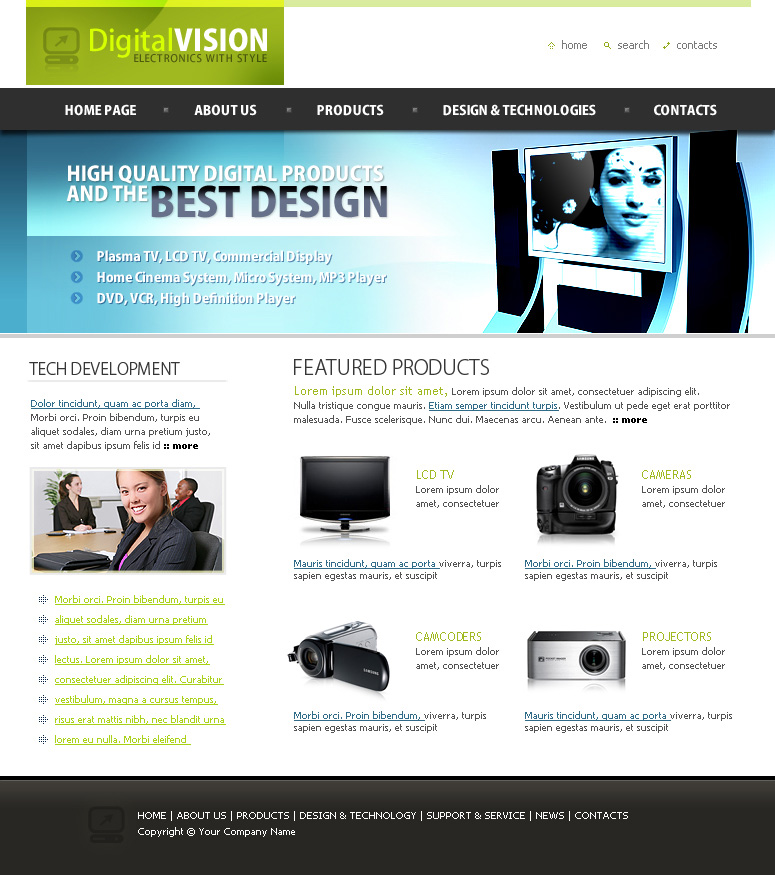 DigitalVISION
ELECTRONICS WITH STYLE
home search contacts
HOME PAGE ABOUT US PRODUCTS DESIGN & TECHNOLOGIES CONTACTS
HIGH QUALITY DIGITAL PRODUCTS
AND THE BEST DESIGN
Plasma TV, LCD TV, Commercial Display
Home Cinema System, Micro System, MP3 Player
DVD, VCR, High Definition Player
TECH DEVELOPMENT
Dolor tincidunt, quam ac porta diam,
Morbi orci. Proin bibendum, turpis eu
aliquet sodales, diam urna pretium justo,
sit amet dapibus ipsum felis id :: more
Morbi orci. Proin bibendum, turpis eu
aliquet sodales, diam urna pretium
justo, sit amet dapibus ipsum felis id
lectus. Lorem ipsum dolor sit amet,
consectetuer adipiscing elit. Curabitur
vestibulum, magna a cursus tempus,
risus erat mattis nibh, nec blandit urna
lorem eu nulla. Morbi eleifend
FEATURED PRODUCTS
Lorem ipsum dolor sit amet, Lorem ipsum dolor sit amet, consectetuer adipiscing elit.
Nulla tristique congue mauris. Etiam semper tincidunt turpis. Vestibulum ut pede eget erat porttitor
malesuada. Fusce scelerisque. Nunc dui. Maecenas arcu. Aenean ante. :: more
LCD TV
Lorem ipsum dolor
amet, consectetuer
Mauris tincidunt, quam ac porta viverra, turpis
sapien egestas mauris, et suscipit
CAMERAS
Lorem ipsum dolor
amet, consectetuer
Morbi orci. Proin bibendum, viverra, turpis
sapien egestas mauris, et suscipit
CAMCODERS
Lorem ipsum dolor
amet, consectetuer
Morbi orci. Proin bibendum, viverra, turpis
sapien egestas mauris, et suscipit
PROJECTORS
Lorem ipsum dolor
amet, consectetuer
Mauris tincidunt, quam ac porta viverra, turpis
sapien egestas mauris, et suscipit
HOME | ABOUT US | PRODUCTS | DESIGN & TECHNOLOGY | SUPPORT & SERVICE | NEWS | CONTACTS
Copyright © Your Company Name